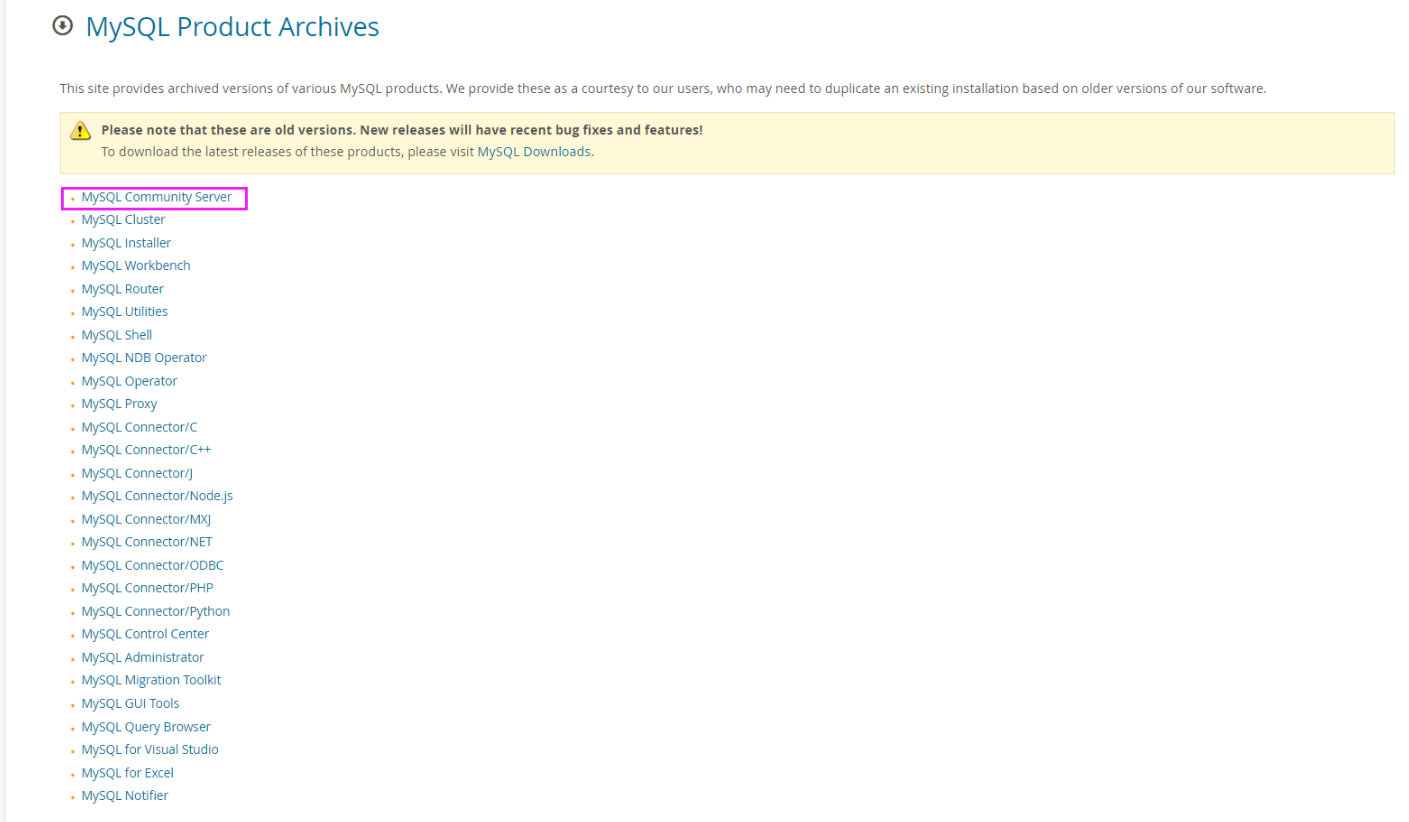 MySQL Product Archives
This site provides archived versions of various MySQL products. We provide these as a courtesy to our users, who may need to duplicate an existing installation based on older versions of our software.
Please note that these are old versions. New releases will have recent bug fixes and features!
To download the latest releases of these products, please visit MySQL Downloads.
MySQL Community Server
MySQL Cluster
MySQL Installer
MySQL Workbench
MySQL Router
MySQL Utilities
MySQL Shell
MySQL NDB Operator
MySQL Operator
MySQL Proxy
MySQL Connector/C
MySQL Connector/C++
MySQL Connector/J
MySQL Connector/Node.js
MySQL Connector/MXJ
MySQL Connector/NET
MySQL Connector/ODBC
MySQL Connector/PHP
MySQL Connector/Python
MySQL Control Center
MySQL Administrator
MySQL Migration Toolkit
MySQL GUI Tools
MySQL Query Browser
MySQL for Visual Studio
MySQL for Excel
MySQL Notifier